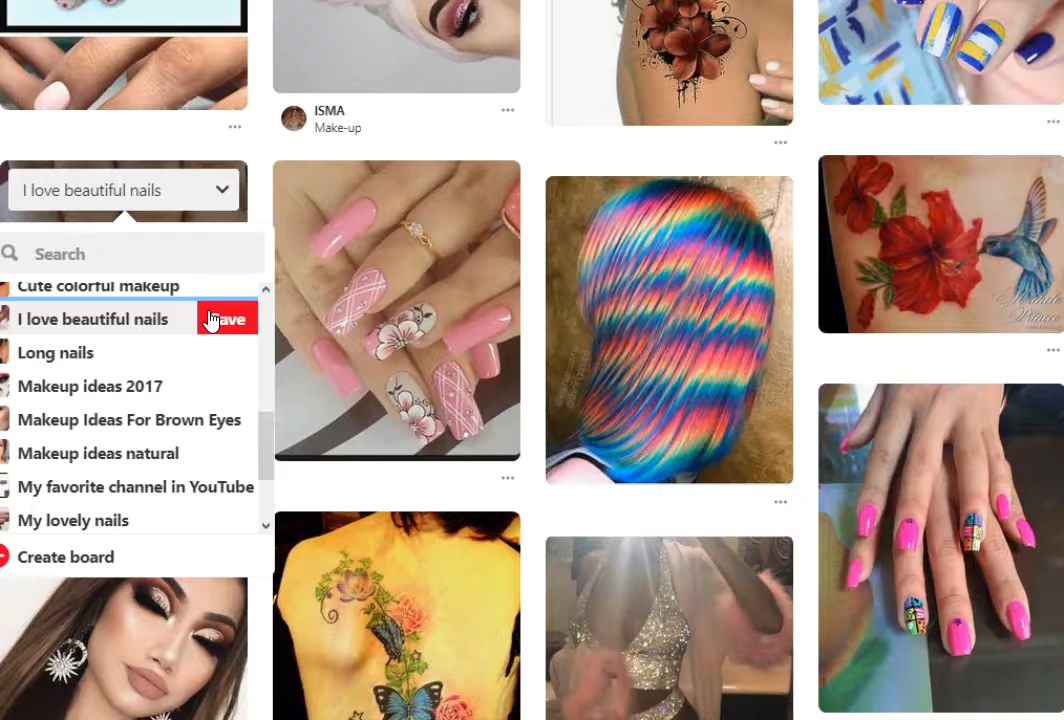 ISMA
Make-up
I love beautiful nails
Search
Cute colorful makeup
I love beautiful nails
Long nails
Makeup ideas 2017
Makeup Ideas For Brown Eyes
Makeup ideas natural
My favorite channel in YouTube
My lovely nails
Create board